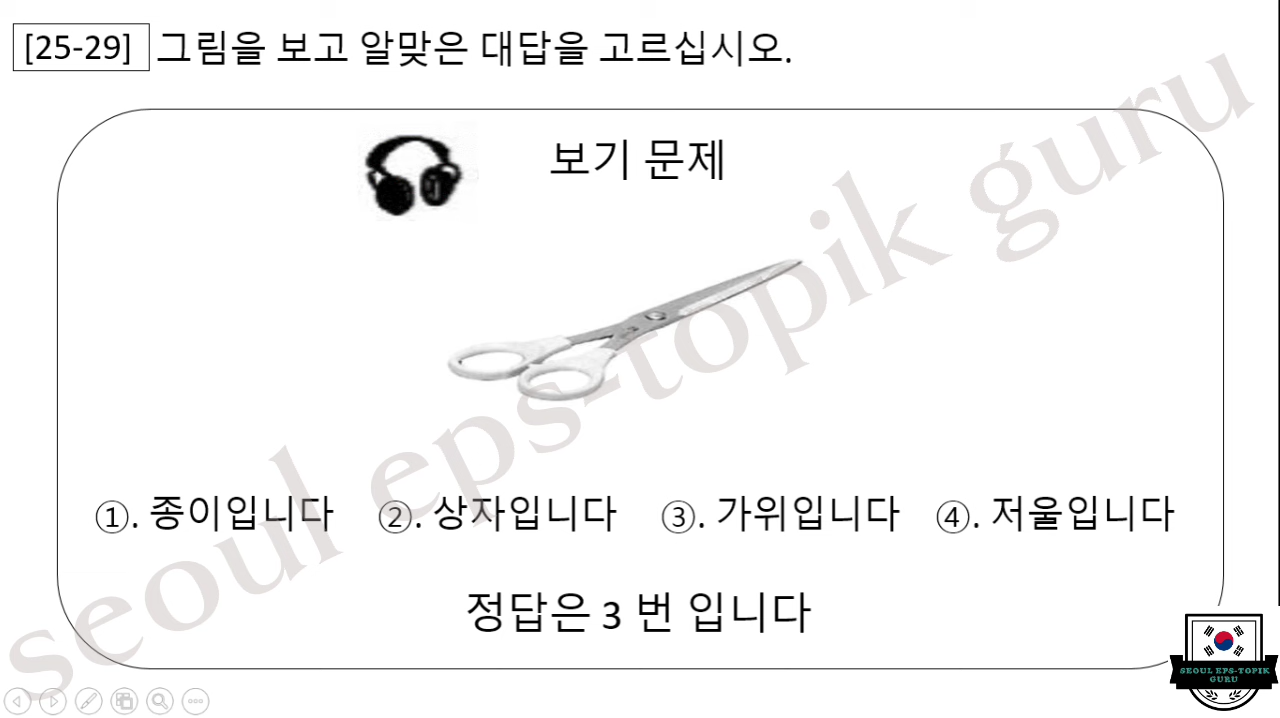 [25-29] 그림을 보고 알맞은 대답을 고르십시오.
보기 문제
①. 종이입니다 ②. 상자입니다 ③. 가위입니다 ④. 저울입니다
정답은 3 번 입니다
seoul eps-topik guru
SEOUL EPS-TOPIK
GURU